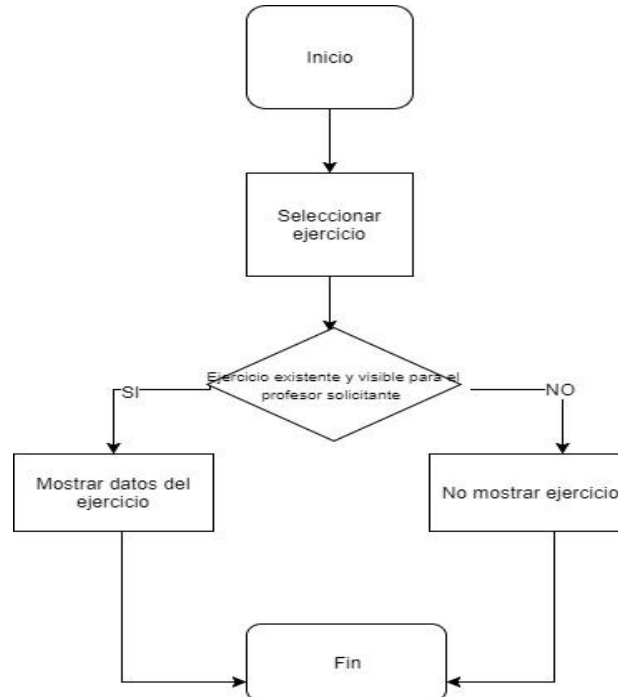 Inicio
Seleccionar
ejercicio
Ejercicio existente y visible para el
profesor solicitante
SI
NO
Mostrar datos del
ejercicio
No mostrar ejercicio
Fin